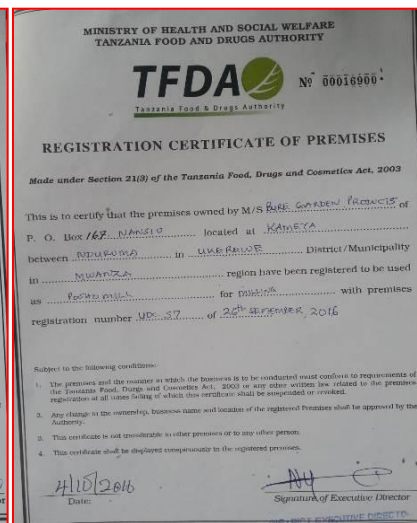 MINISTRY OF HEALTH AND SOCIAL WELFARE
TANZANIA FOOD AND DRUGS AUTHORITY
TFDA
Tanzania Food & Drugs Authority
Nº 00016900
REGISTRATION CERTIFICATE OF PREMISES
Made under Section 21(3) of the Tanzania Food, Drugs and Cosmetics Act, 2003
This is to certify that the premises owned by M/S PURE GARDEN PRODUCTS of
P. O. Box 167 NANSIO located at KAMEYA
between NDURUMA in UKEREWE District/Municipality
in MWANZA region have been registered to be used
as POSHO MILL for MILLING with premises
registration number UDC 57 of 26th SEPTEMBER, 2016
Subject to the following conditions:
1. The premises and the manner in which the business is to be conducted must conform to requirements of
the Tanzania Food, Durgs and Cosmetics Act, 2003 or any other written law related to the premises
registration at all times failing of which this certificate shall be suspended or revoked.
2. Any change in the ownership, business name and location of the registered Premises shall be approved by the
Authority.
3. This certificate is not transferable to other premises or to any other person.
4. This certificate shall be displayed conspicuously in the registered premises.
4/10/2016
Date:
Signature of Executive Director
EXECUTIVE DIRECTO